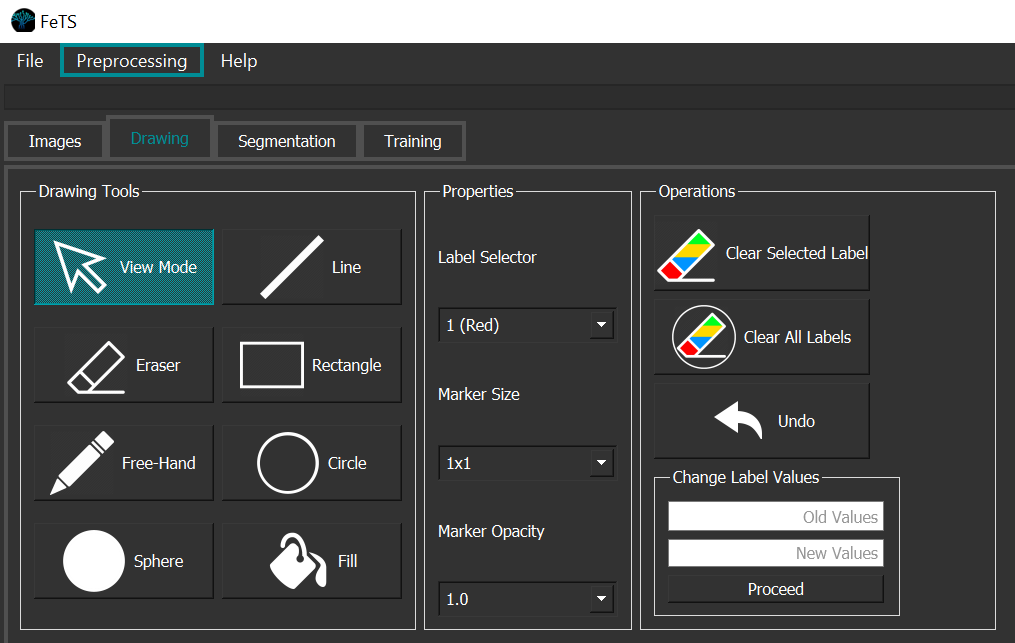 FeTS
File Preprocessing Help
Images Drawing Segmentation Training
Drawing Tools
View Mode Line
Eraser Rectangle
Free-Hand Circle
Sphere Fill
Properties
Label Selector
1 (Red)
Marker Size
1x1
Marker Opacity
1.0
Operations
Clear Selected Label
Clear All Labels
Undo
Change Label Values
Old Values
New Values
Proceed